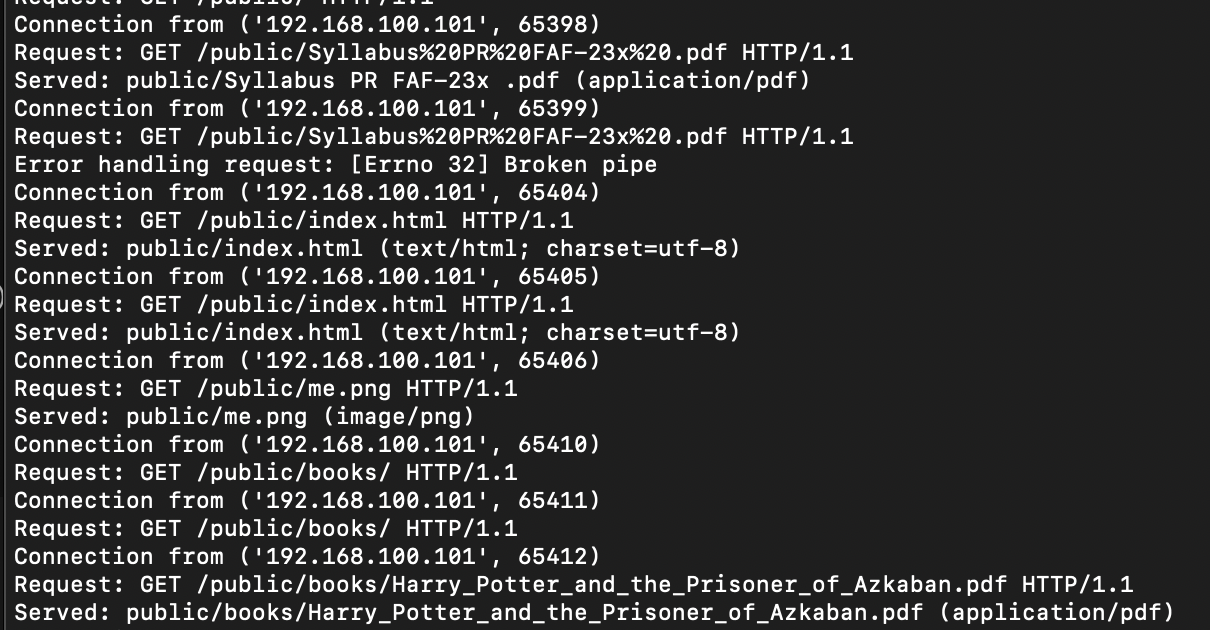 Request: GET /public/ HTTP/1.1
Connection from ('192.168.100.101', 65398)
Request: GET /public/Syllabus%20PR%20FAF-23x%20.pdf HTTP/1.1
Served: public/Syllabus PR FAF-23x .pdf (application/pdf)
Connection from ('192.168.100.101', 65399)
Request: GET /public/Syllabus%20PR%20FAF-23x%20.pdf HTTP/1.1
Error handling request: [Errno 32] Broken pipe
Connection from ('192.168.100.101', 65404)
Request: GET /public/index.html HTTP/1.1
Served: public/index.html (text/html; charset=utf-8)
Connection from ('192.168.100.101', 65405)
Request: GET /public/index.html HTTP/1.1
Served: public/index.html (text/html; charset=utf-8)
Connection from ('192.168.100.101', 65406)
Request: GET /public/me.png HTTP/1.1
Served: public/me.png (image/png)
Connection from ('192.168.100.101', 65410)
Request: GET /public/books/ HTTP/1.1
Connection from ('192.168.100.101', 65411)
Request: GET /public/books/ HTTP/1.1
Connection from ('192.168.100.101', 65412)
Request: GET /public/books/Harry_Potter_and_the_Prisoner_of_Azkaban.pdf HTTP/1.1
Served: public/books/Harry_Potter_and_the_Prisoner_of_Azkaban.pdf (application/pdf)